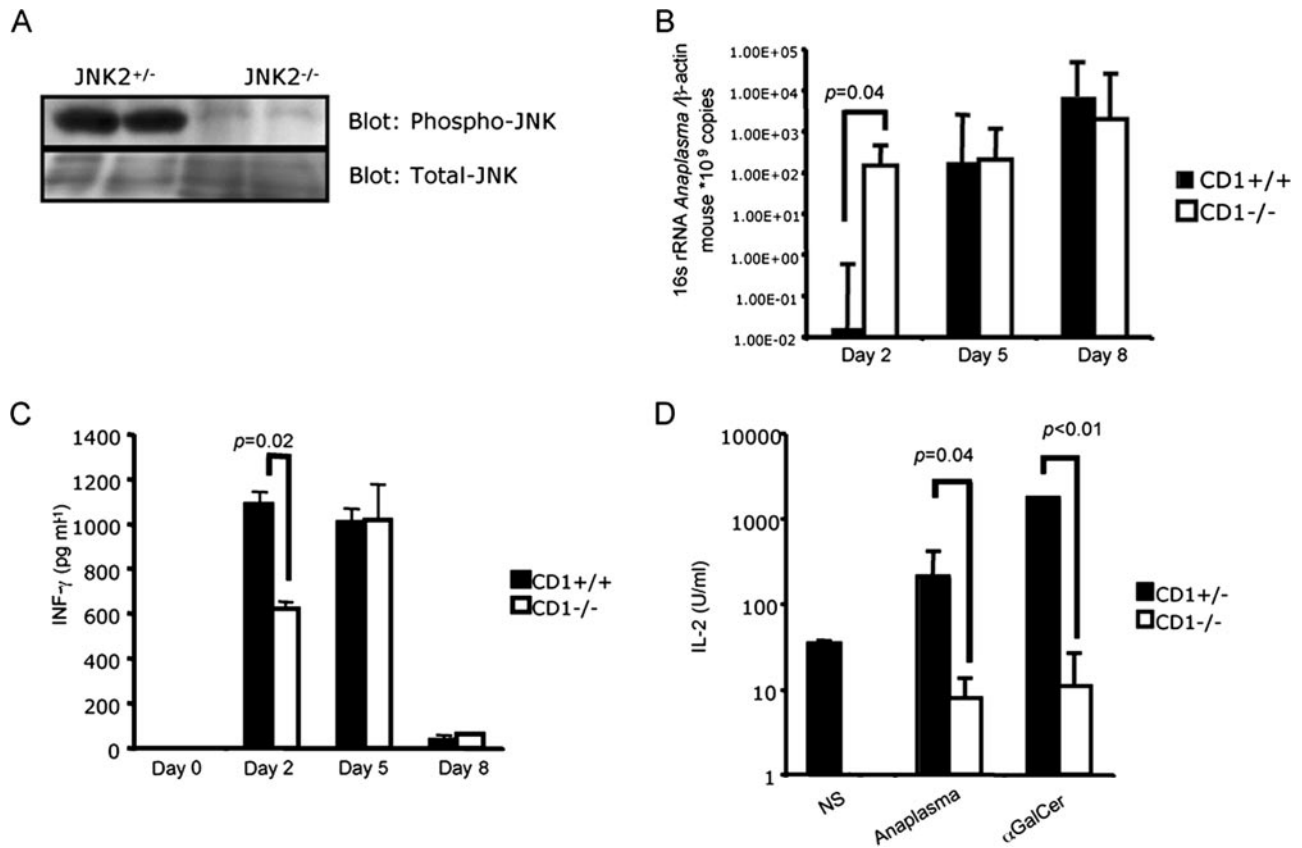 A
JNK2+/- JNK2-/-
Blot: Phospho-JNK
Blot: Total-JNK
B
16s rRNA Anaplasma /β-actin
mouse *10⁹ copies
1.00E+05
1.00E+04
1.00E+03
1.00E+02
1.00E+01
1.00E+00
1.00E-01
1.00E-02
p=0.04
Day 2 Day 5 Day 8
CD1+/+
CD1-/-
C
INF-γ (pg ml⁻¹)
1400
1200
1000
800
600
400
200
0
p=0.02
Day 0 Day 2 Day 5 Day 8
CD1+/+
CD1-/-
D
IL-2 (U/ml)
10000
1000
100
10
1
p=0.04
p<0.01
NS Anaplasma αGalCer
CD1+/-
CD1-/-